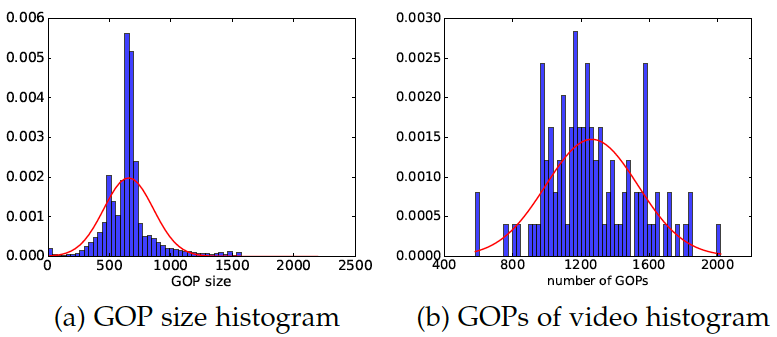 0.006
0.005
0.004
0.003
0.002
0.001
0.000
0 500 1000 1500 2000 2500
GOP size
(a) GOP size histogram
0.0030
0.0025
0.0020
0.0015
0.0010
0.0005
0.0000
400 800 1200 1600 2000
number of GOPs
(b) GOPs of video histogram